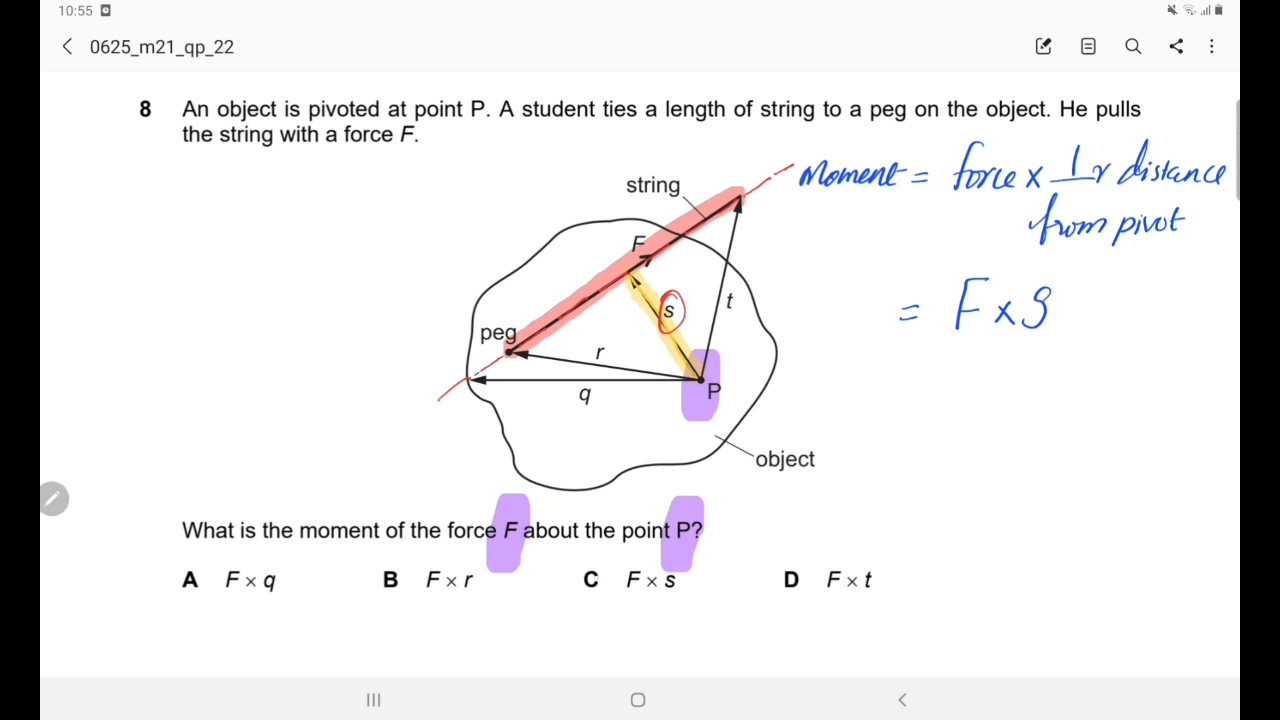 10:55
0625_m21_qp_22
8 An object is pivoted at point P. A student ties a length of string to a peg on the object. He pulls
the string with a force F.
Moment = force x ⊥r distance
from pivot
= F x S
string
F
s
t
peg
r
P
q
object
What is the moment of the force F about the point P?
A F × q B F × r C F × s D F × t